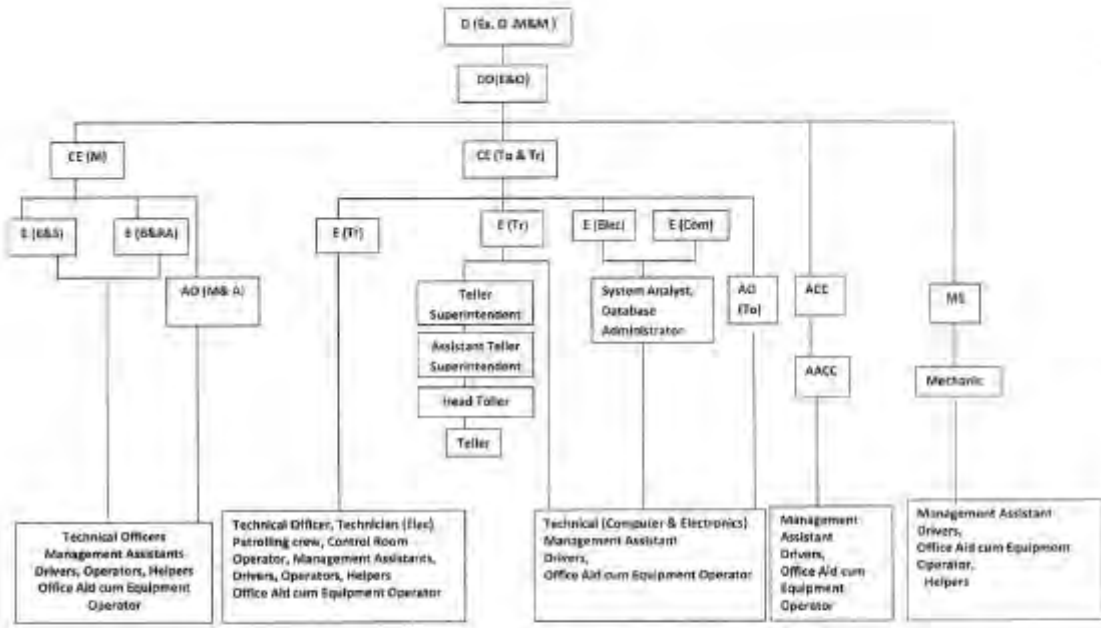 D (Ex. O .M&M )
DD(E&O)
CE (M)
CE (To & Tr)
E (B&S)
E (B&RA)
AO (M& A)
E (Tr)
E (Tr)
E (Elec)
E (Com)
Teller
Superintendent
Assistant Teller
Superintendent
Head Toller
Teller
System Analyst,
Database
Administrator
AO
(To)
ACC
AACC
MS
Mechanic
Technical Officers
Management Assistants
Drivers, Operators, Helpers
Office Aid cum Equipment
Operator
Technical Officer, Technician (Elec)
Patrolling crew, Control Room
Operator, Management Assistants,
Drivers, Operators, Helpers
Office Aid cum Equipment Operator
Technical (Computer & Electronics)
Management Assistant
Drivers,
Office Aid cum Equipment Operator
Management
Assistant
Drivers,
Office Aid cum
Equipment
Operator
Management Assistant
Drivers,
Office Aid cum Equipment
Operator,
Helpers